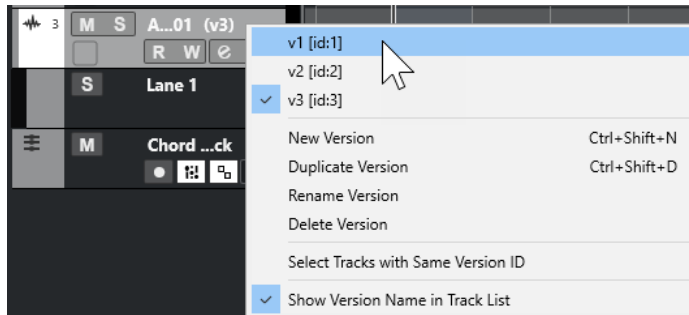 3 M S A...01 (v3)
R W e
S Lane 1
M Chord ...ck
v1 [id:1]
v2 [id:2]
v3 [id:3]
New Version Ctrl+Shift+N
Duplicate Version Ctrl+Shift+D
Rename Version
Delete Version
Select Tracks with Same Version ID
Show Version Name in Track List